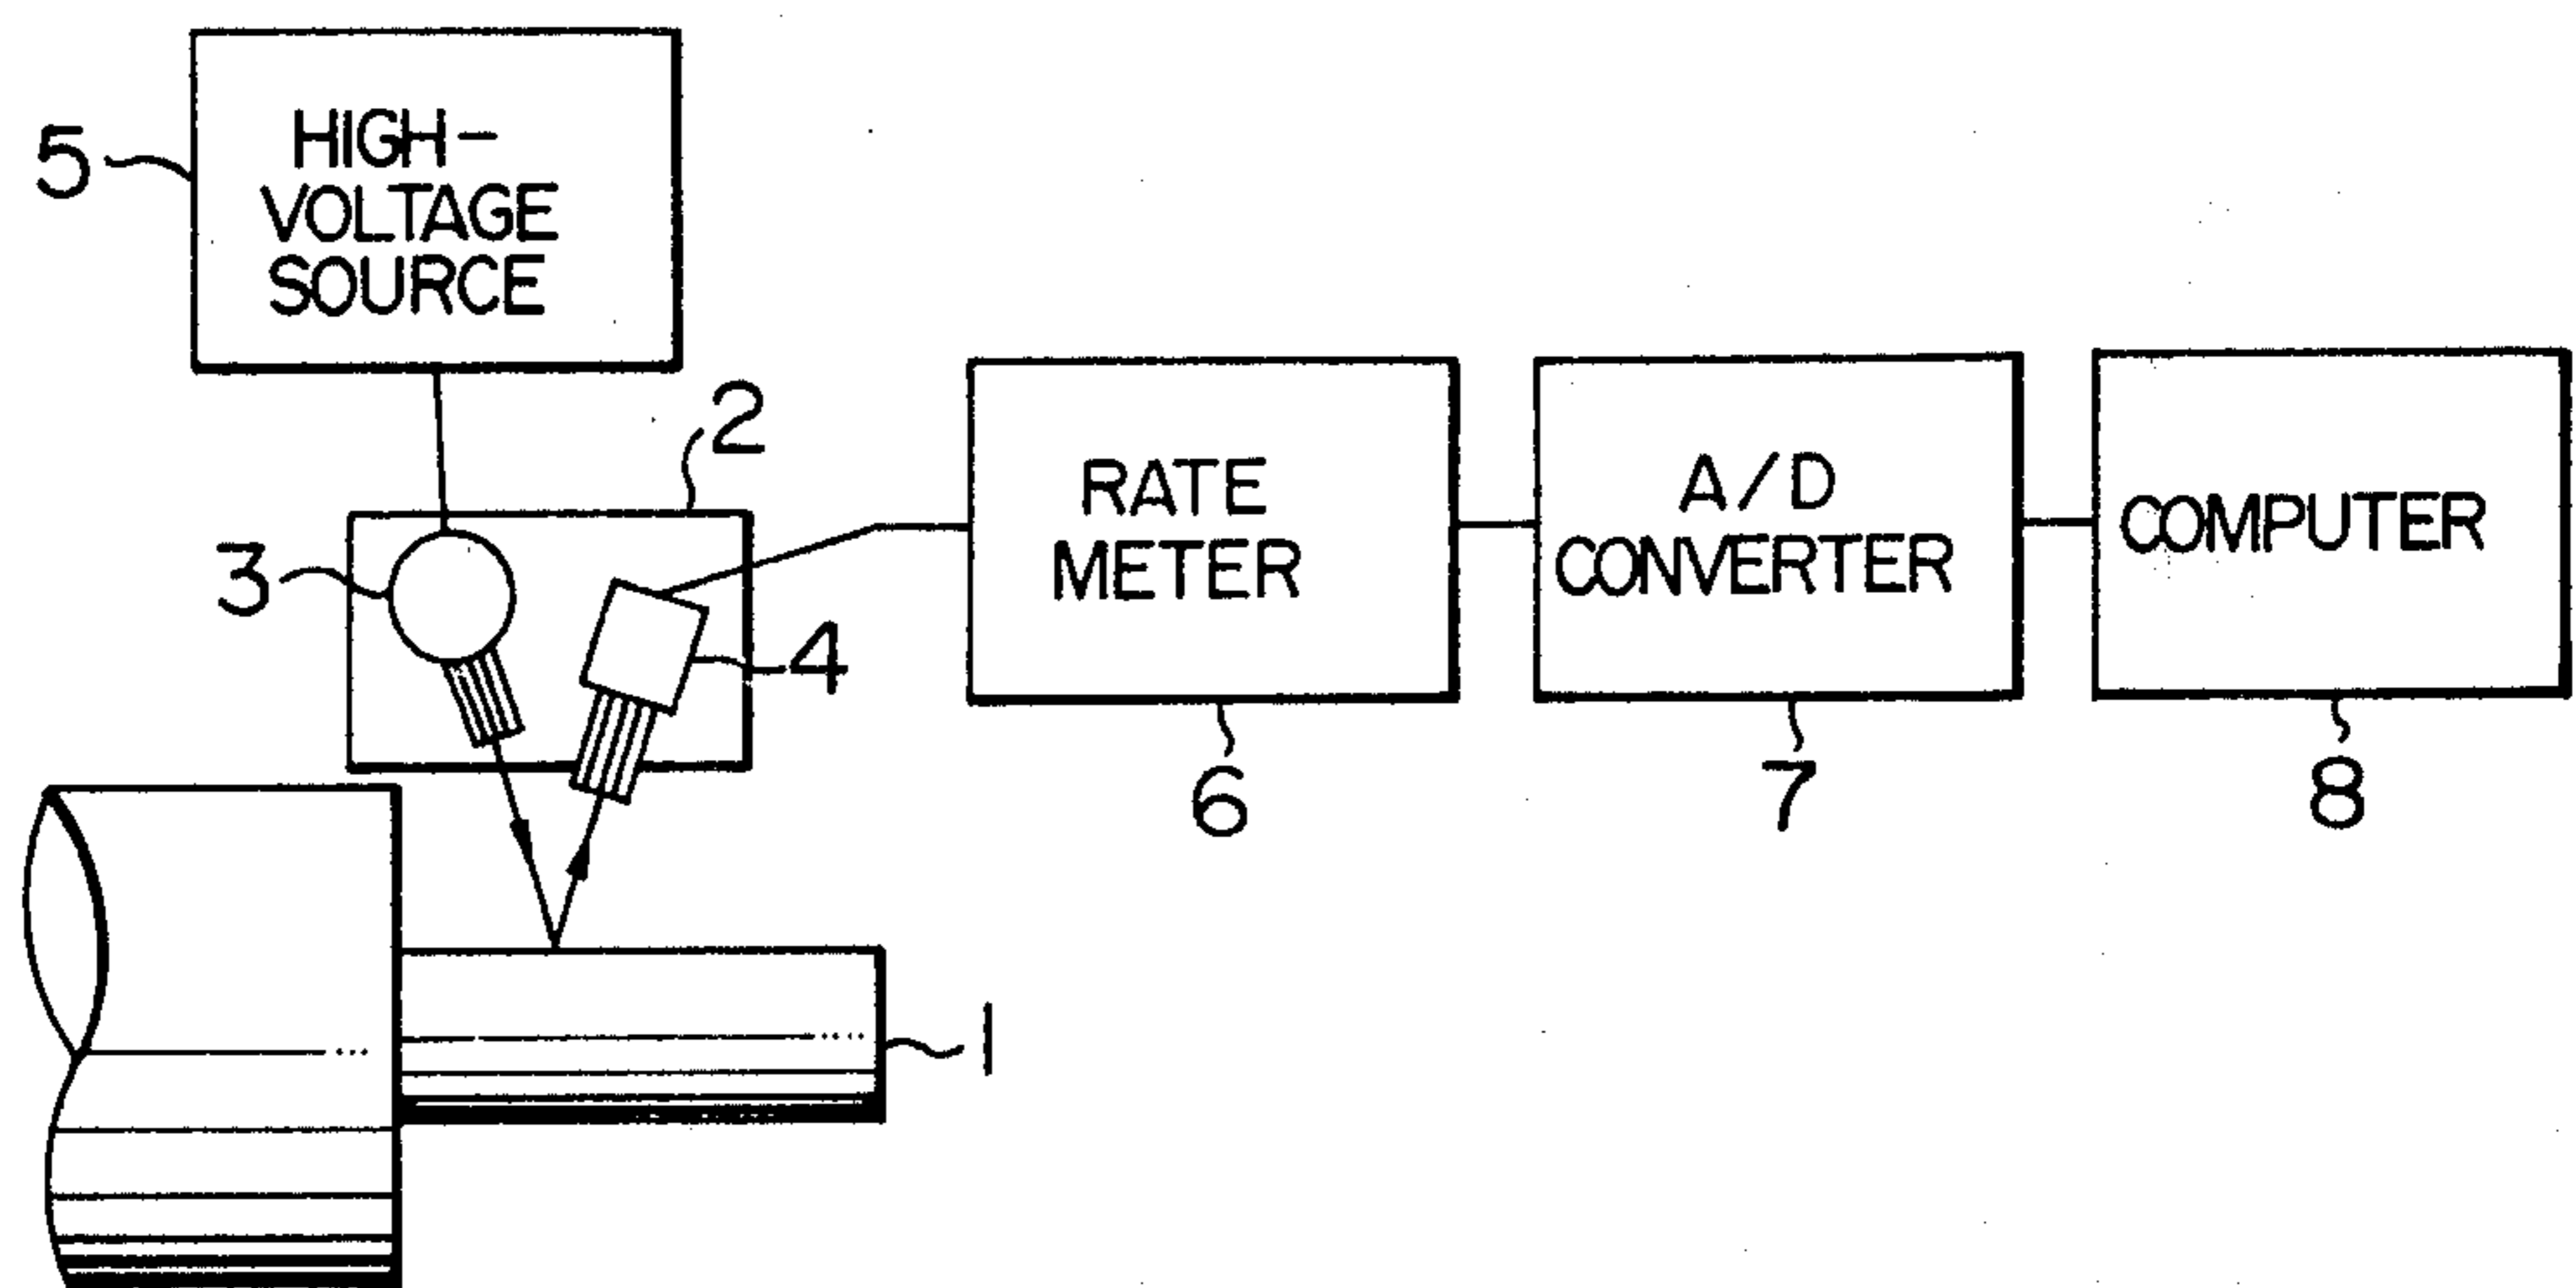 5
HIGH-
VOLTAGE
SOURCE
2
3
4
RATE
METER
6
A/D
CONVERTER
7
COMPUTER
8
1